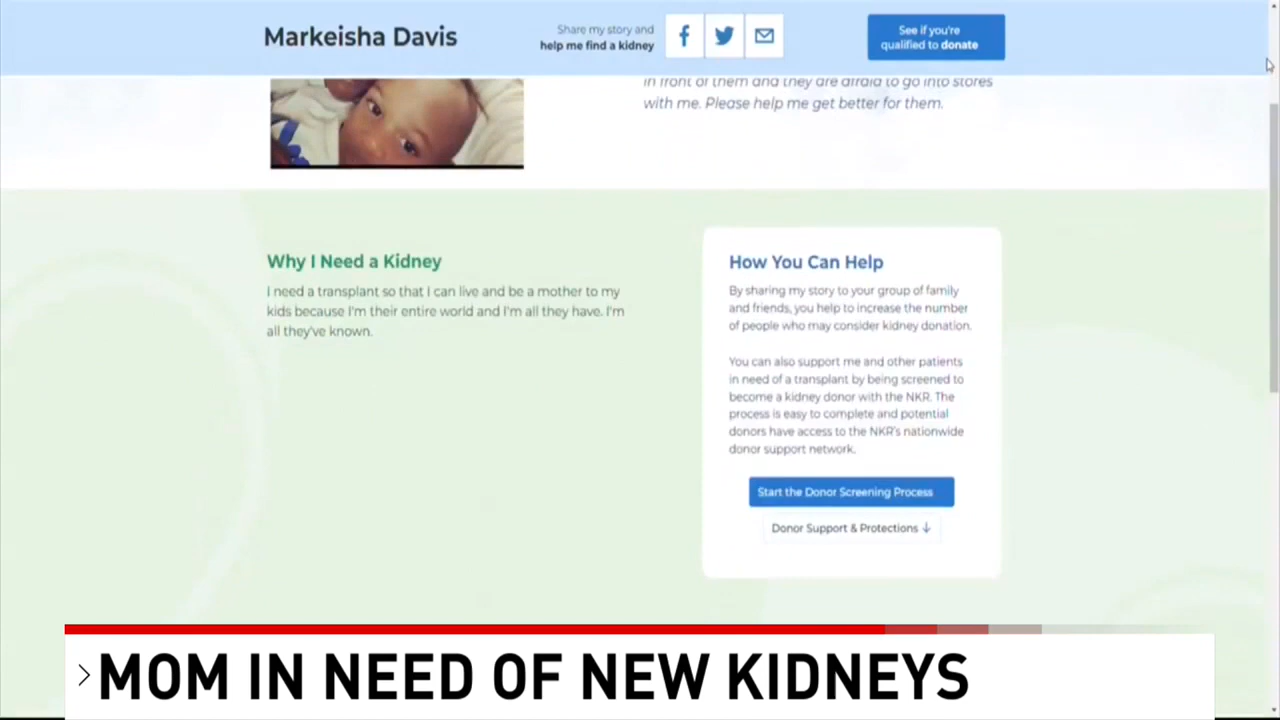 Markeisha Davis
Share my story and
help me find a kidney
See if you're
qualified to donate
in front of them and they are afraid to go into stores
with me. Please help me get better for them.
Why I Need a Kidney
I need a transplant so that I can live and be a mother to my
kids because I'm their entire world and I'm all they have. I'm
all they've known.
How You Can Help
By sharing my story to your group of family
and friends, you help to increase the number
of people who may consider kidney donation.
You can also support me and other patients
in need of a transplant by being screened to
become a kidney donor with the NKR. The
process is easy to complete and potential
donors have access to the NKR's nationwide
donor support network.
Start the Donor Screening Process
Donor Support & Protections ↓
>MOM IN NEED OF NEW KIDNEYS